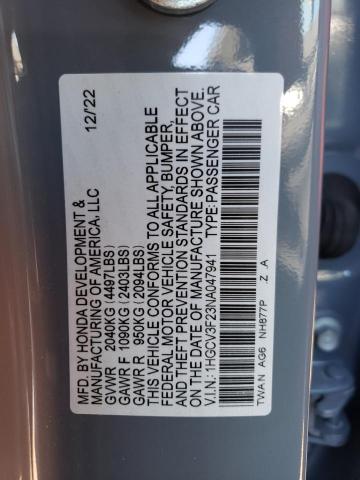 MFD. BY HONDA DEVELOPMENT & 12/'22
MANUFACTURING OF AMERICA, LLC
GVWR 2040KG (4497LBS)
GAWR F 1090KG (2403LBS)
GAWR R 950KG (2094LBS)
THIS VEHICLE CONFORMS TO ALL APPLICABLE
FEDERAL MOTOR VEHICLE SAFETY, BUMPER,
AND THEFT PREVENTION STANDARDS IN EFFECT
ON THE DATE OF MANUFACTURE SHOWN ABOVE.
V.I.N.: 1HGCV3F23NA047941 TYPE: PASSENGER CAR
TWAN AG6 NH877P .Z .A